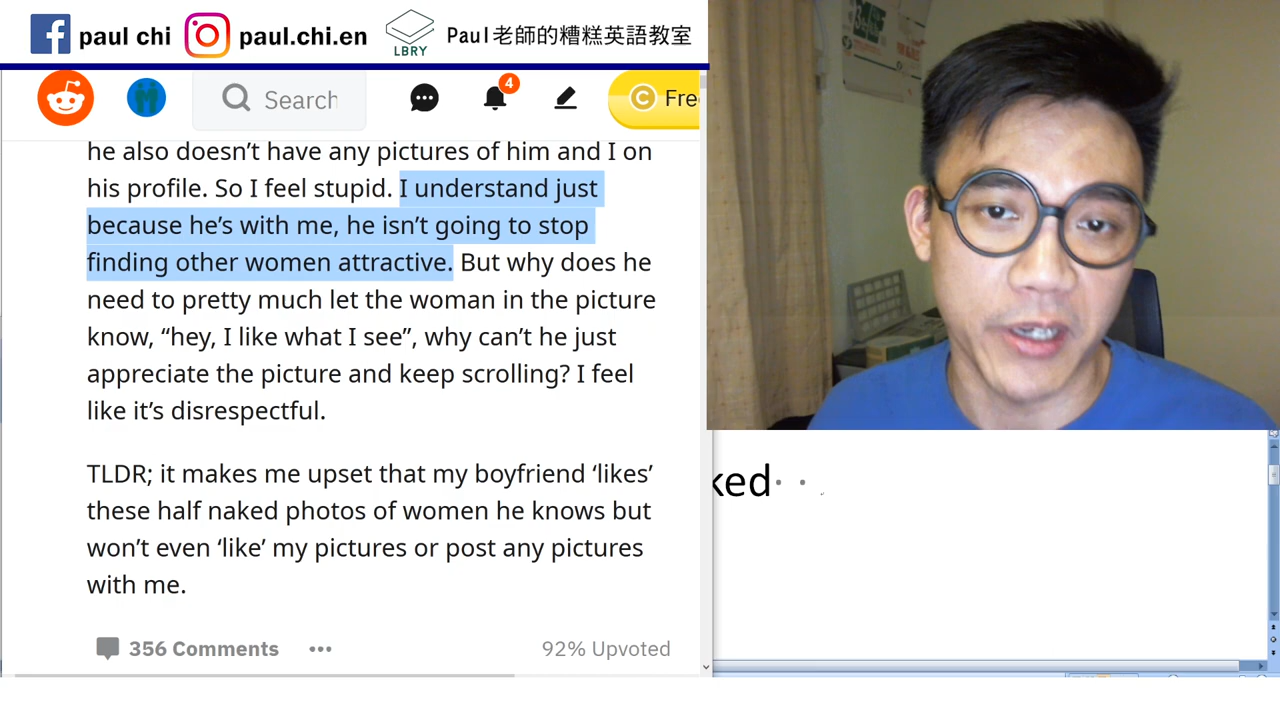 paul chi
paul.chi.en
LBRY
Paul老師的糟糕英語教室
Search
4
Fre
he also doesn’t have any pictures of him and I on
his profile. So I feel stupid. I understand just
because he’s with me, he isn’t going to stop
finding other women attractive. But why does he
need to pretty much let the woman in the picture
know, “hey, I like what I see”, why can’t he just
appreciate the picture and keep scrolling? I feel
like it’s disrespectful.
TLDR; it makes me upset that my boyfriend ‘likes’
these half naked photos of women he knows but
won’t even ‘like’ my pictures or post any pictures
with me.
356 Comments
92% Upvoted
ked